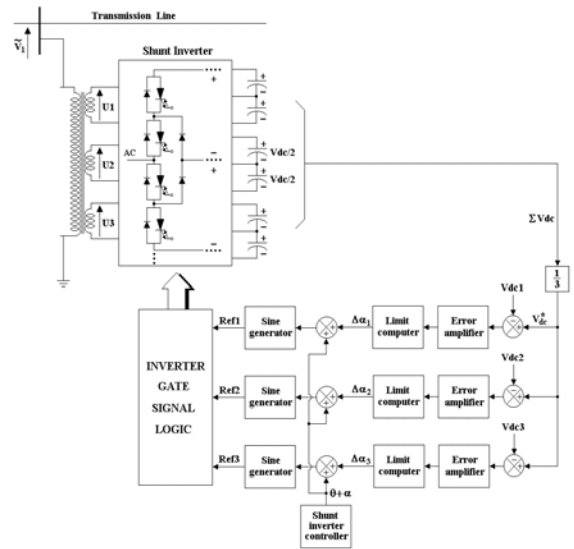 Transmission Line
Shunt Inverter
U1
+
+
−
+
−
AC
U2
−
+
Vdc/2
Vdc/2
+
−
+
−
U3
−
+
−
+
−
ΣVdc
1
3
Vdc1
V*dc
Ref1
Sine generator
Δα1
Limit computer
Error amplifier
INVERTER
GATE
SIGNAL
LOGIC
Vdc2
Ref2
Sine generator
Δα2
Limit computer
Error amplifier
Vdc3
Ref3
Sine generator
Δα3
Limit computer
Error amplifier
θ+α
Shunt
inverter
controller